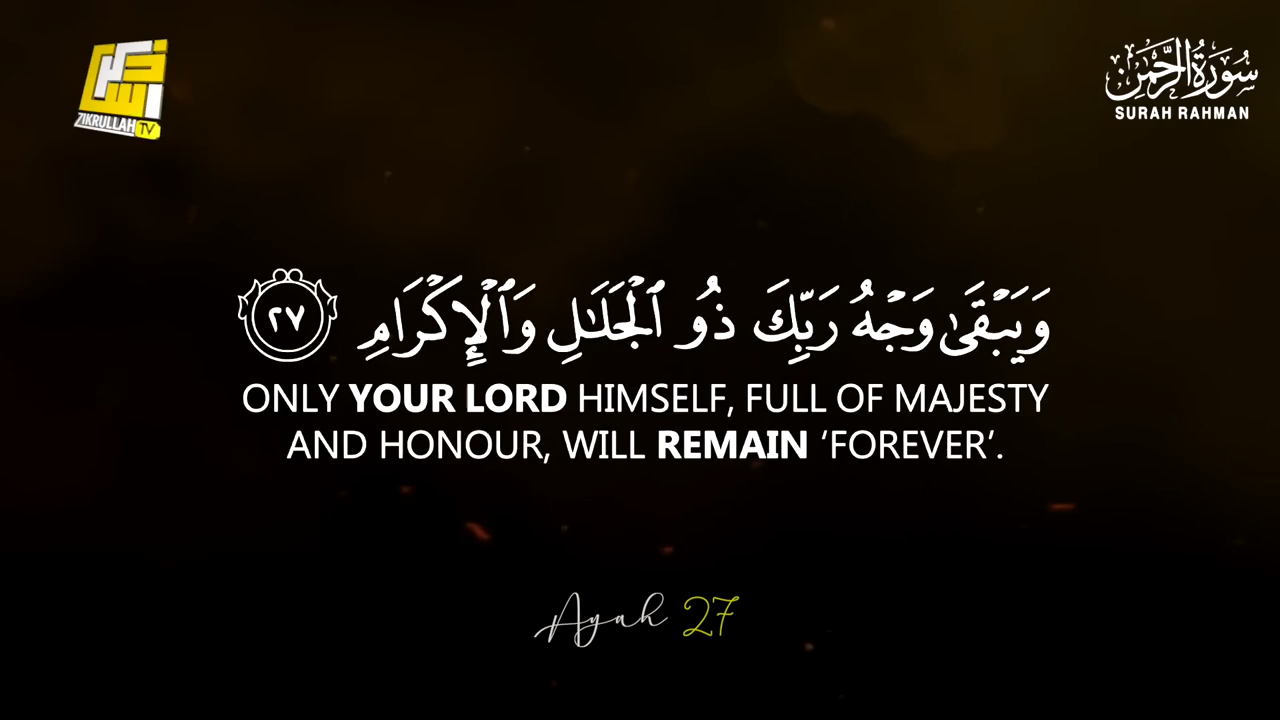 ZIKRULLAH TV
سُورَةُ الرَّحْمَٰن
SURAH RAHMAN
وَيَبْقَىٰ وَجْهُ رَبِّكَ ذُو ٱلْجَلَـٰلِ وَٱلْإِكْرَامِ ٢٧
ONLY YOUR LORD HIMSELF, FULL OF MAJESTY
AND HONOUR, WILL REMAIN ‘FOREVER’.
Ayah 27